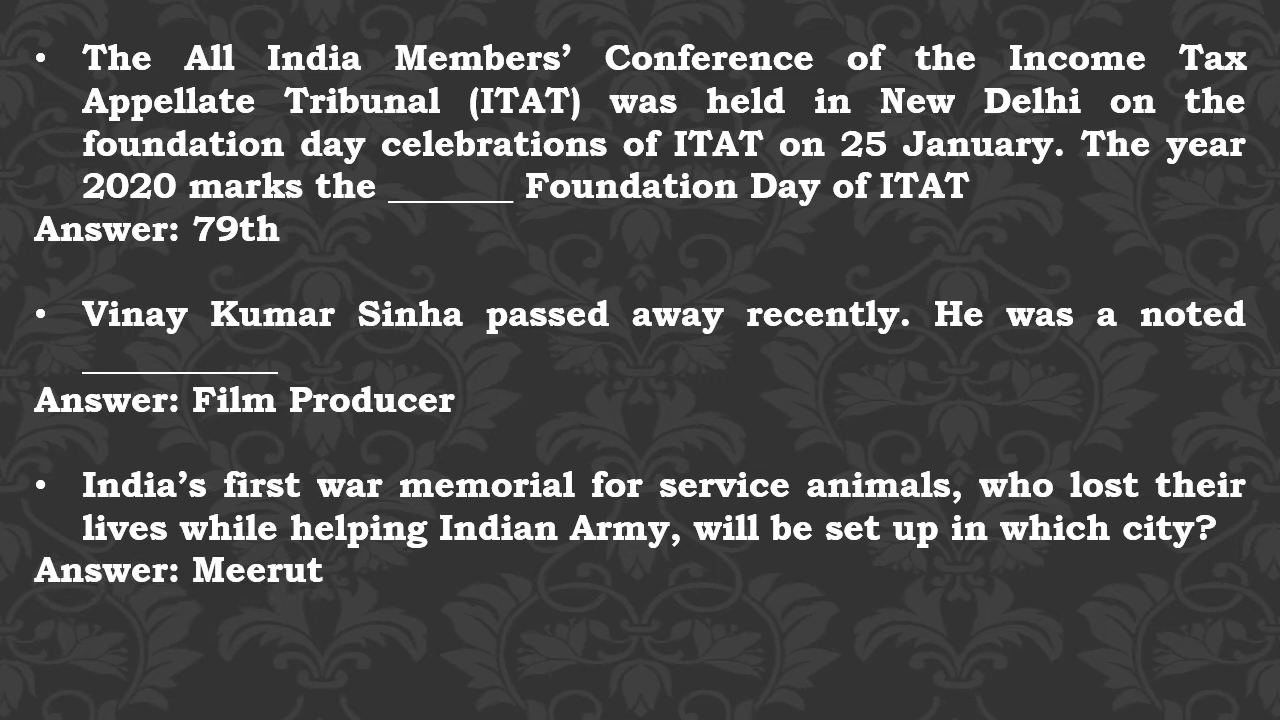 • The All India Members’ Conference of the Income Tax
Appellate Tribunal (ITAT) was held in New Delhi on the
foundation day celebrations of ITAT on 25 January. The year
2020 marks the _______ Foundation Day of ITAT
Answer: 79th
• Vinay Kumar Sinha passed away recently. He was a noted
___________
Answer: Film Producer
• India’s first war memorial for service animals, who lost their
lives while helping Indian Army, will be set up in which city?
Answer: Meerut